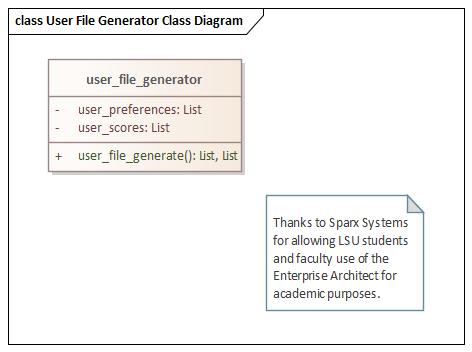 class User File Generator Class Diagram
user_file_generator
- user_preferences: List
- user_scores: List
+ user_file_generate(): List, List
Thanks to Sparx Systems
for allowing LSU students
and faculty use of the
Enterprise Architect for
academic purposes.